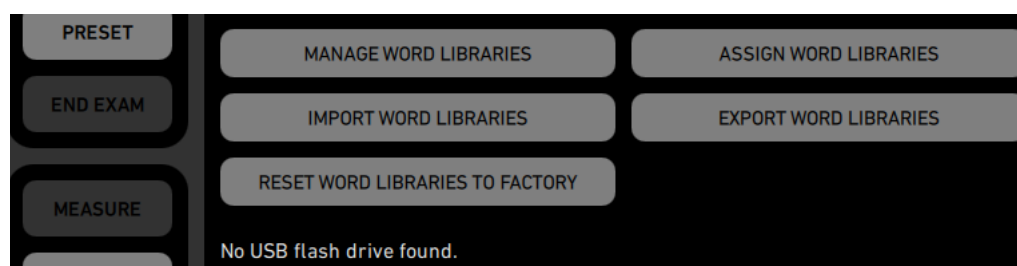 PRESET
END EXAM
MEASURE
MANAGE WORD LIBRARIES
ASSIGN WORD LIBRARIES
IMPORT WORD LIBRARIES
EXPORT WORD LIBRARIES
RESET WORD LIBRARIES TO FACTORY
No USB flash drive found.